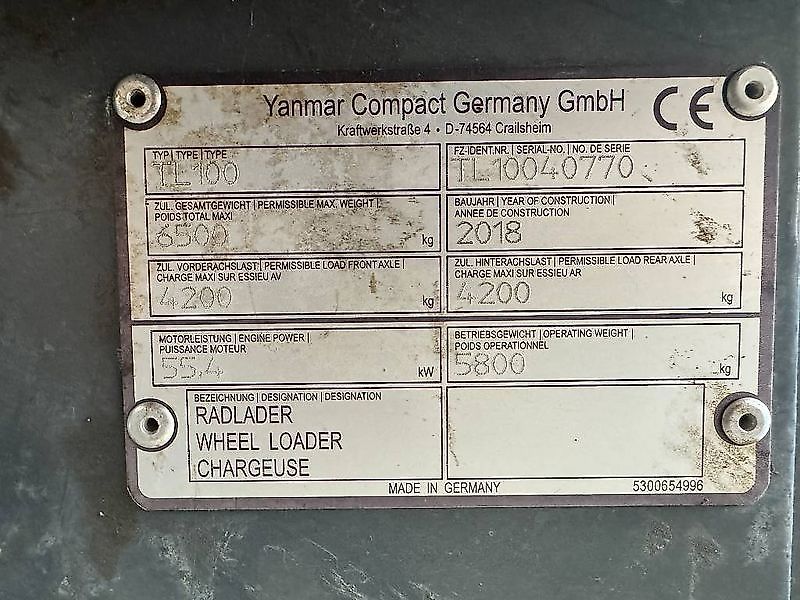 Yanmar Compact Germany GmbH
CE
Kraftwerkstraße 4 • D-74564 Crailsheim
TYP | TYPE | TYPE
TL100
FZ-IDENT.NR. | SERIAL-NO. | NO. DE SERIE
TL10040770
ZUL. GESAMTGEWICHT | PERMISSIBLE MAX. WEIGHT |
POIDS TOTAL MAXI
6500 kg
BAUJAHR | YEAR OF CONSTRUCTION |
ANNEE DE CONSTRUCTION
2018
ZUL. VORDERACHSLAST | PERMISSIBLE LOAD FRONT AXLE |
CHARGE MAXI SUR ESSIEU AV
4200 kg
ZUL. HINTERACHSLAST | PERMISSIBLE LOAD REAR AXLE |
CHARGE MAXI SUR ESSIEU AR
4200 kg
MOTORLEISTUNG | ENGINE POWER |
PUISSANCE MOTEUR
55,4 kW
BETRIEBSGEWICHT | OPERATING WEIGHT |
POIDS OPERATIONNEL
5800 kg
BEZEICHNUNG | DESIGNATION | DESIGNATION
RADLADER
WHEEL LOADER
CHARGEUSE
MADE IN GERMANY
5300654996